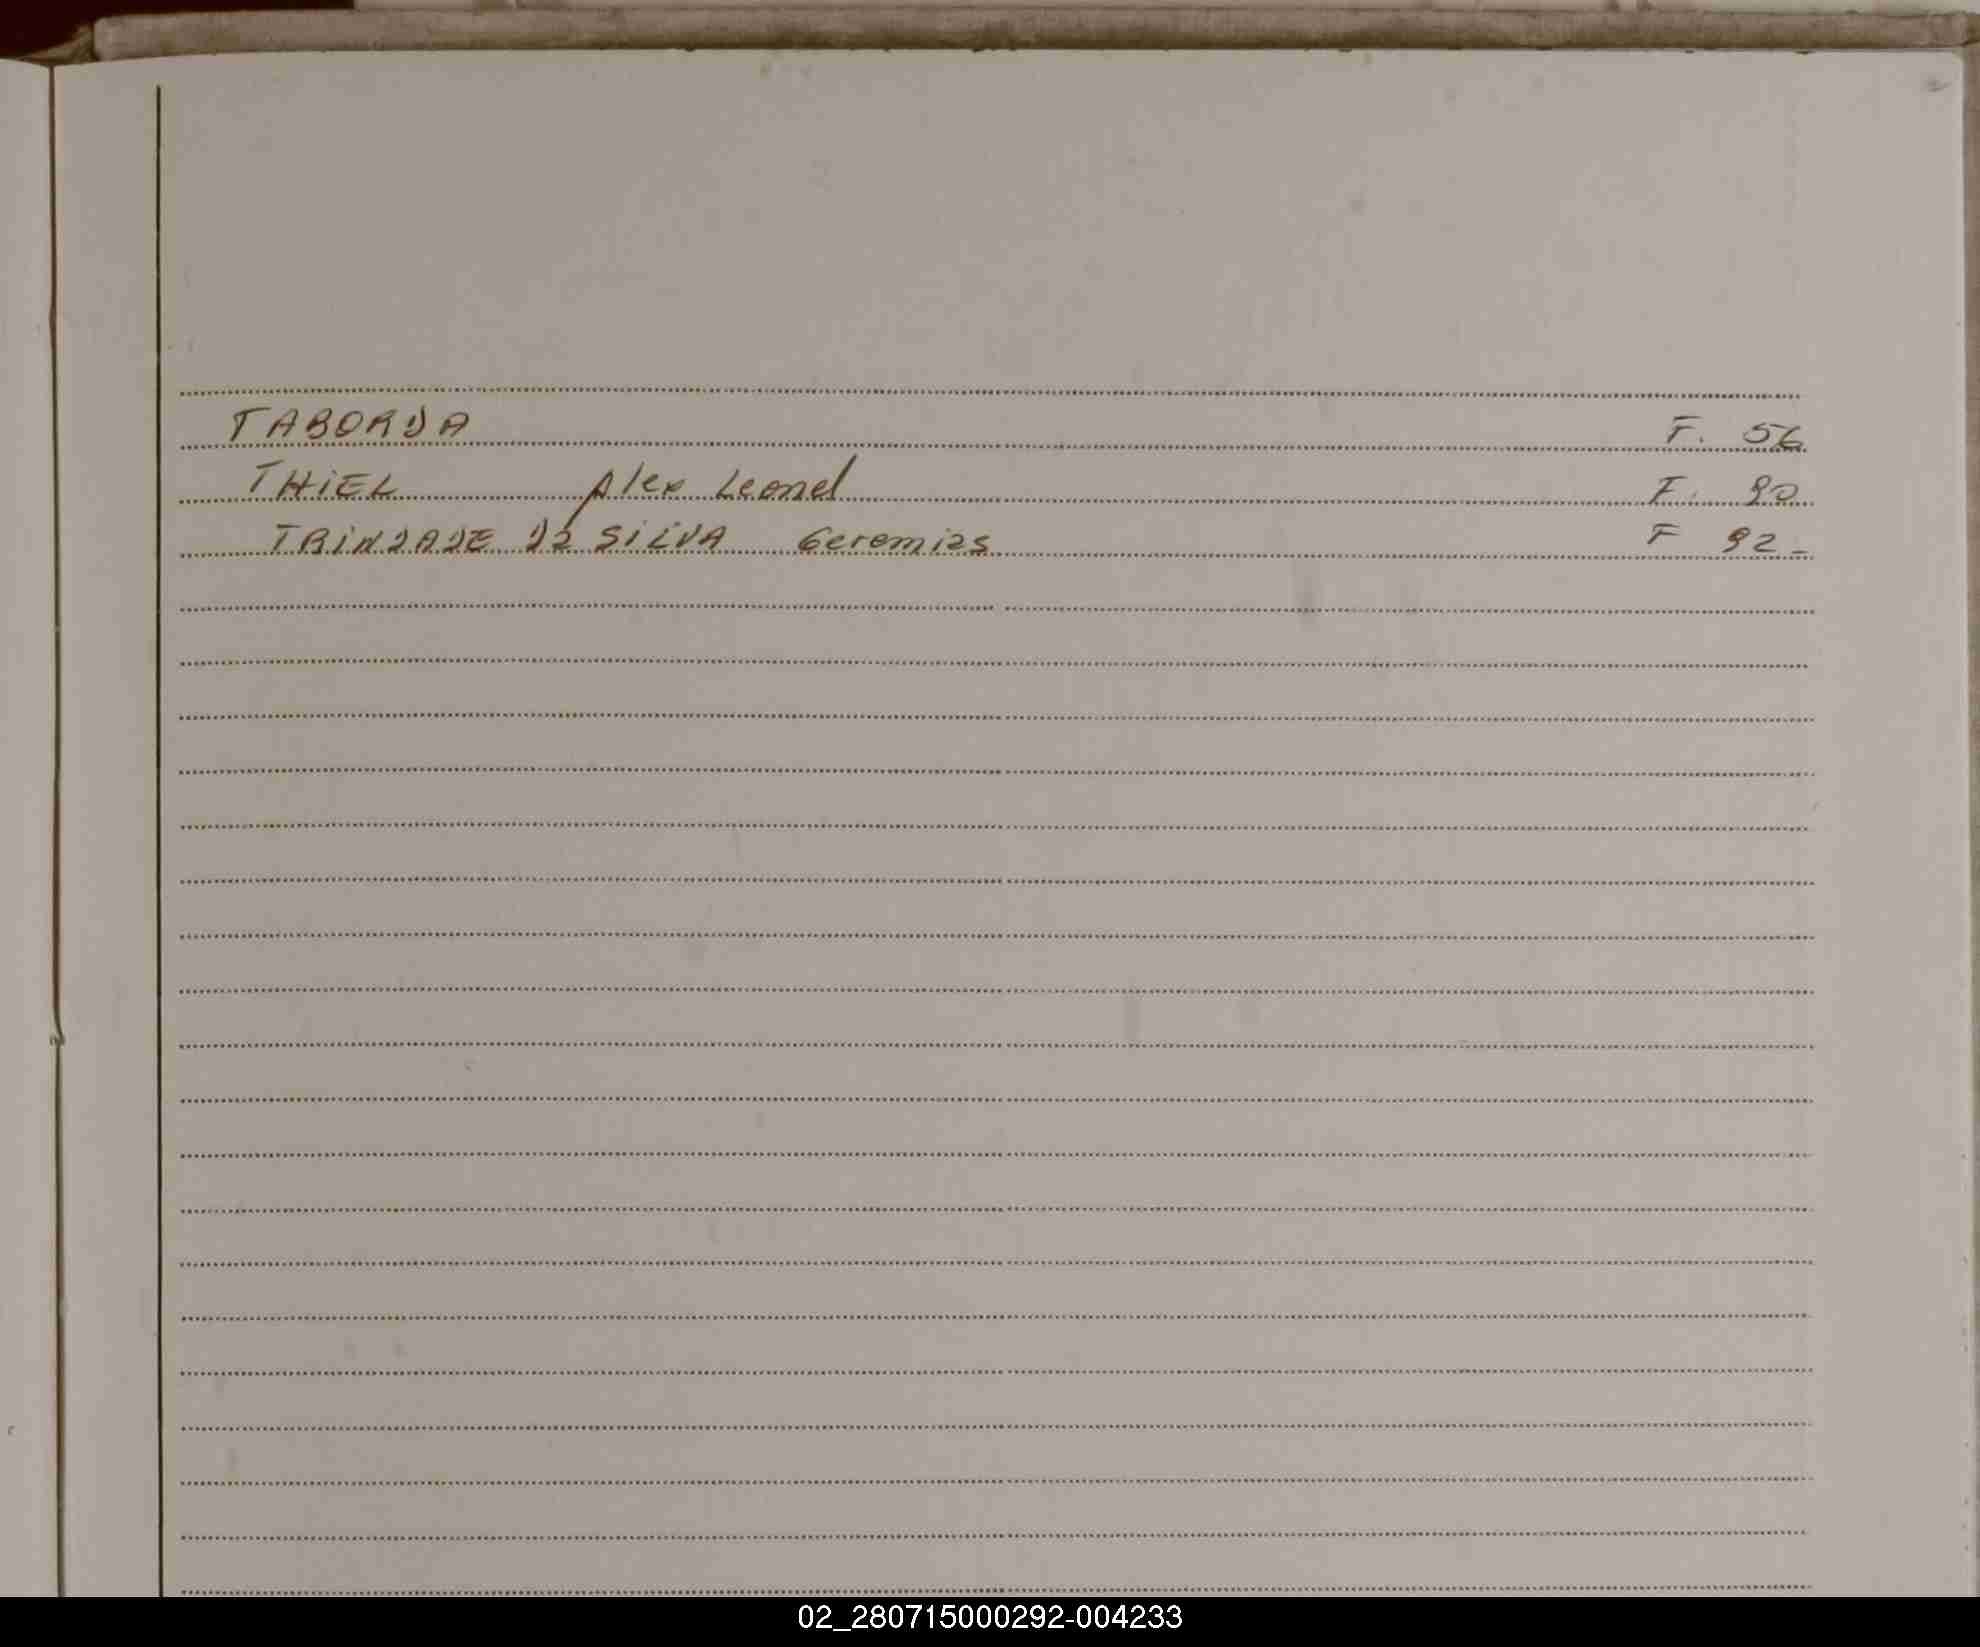 TABORDA F. 56
THiEL Alex Leonel F. 90
TRiNDADE Da SiLVA Geremias F 92-
02_280715000292-004233